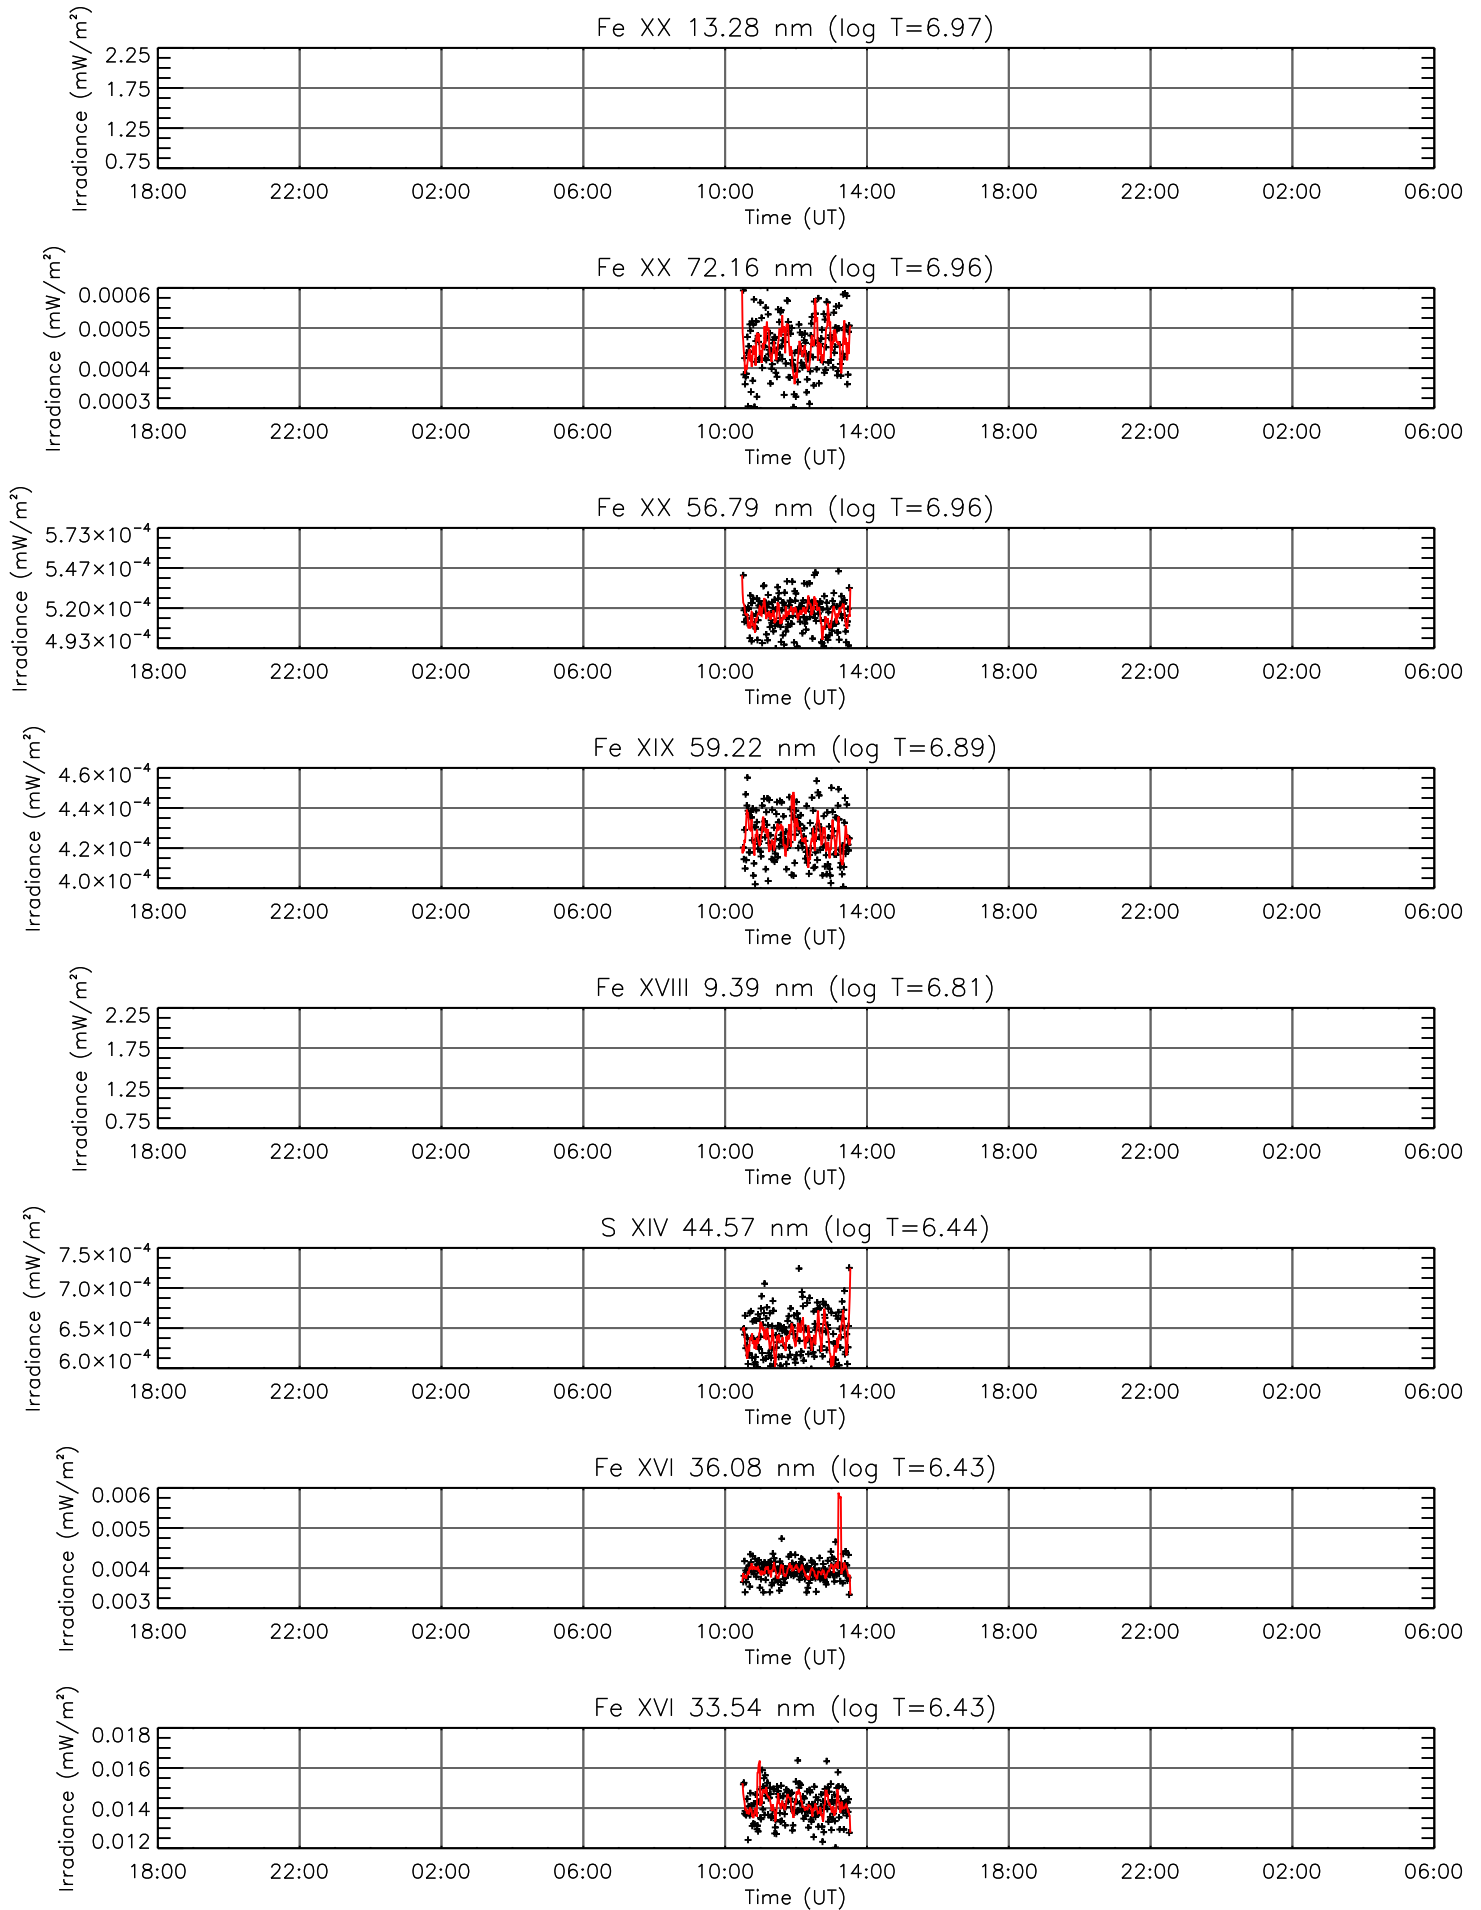 Fe XX 13.28 nm (log T=6.97)
Irradiance (mW/m²)
2.25
1.75
1.25
0.75
18:00 22:00 02:00 06:00 10:00 14:00 18:00 22:00 02:00 06:00
Time (UT)
Fe XX 72.16 nm (log T=6.96)
Irradiance (mW/m²)
0.0006
0.0005
0.0004
0.0003
18:00 22:00 02:00 06:00 10:00 14:00 18:00 22:00 02:00 06:00
Time (UT)
Fe XX 56.79 nm (log T=6.96)
Irradiance (mW/m²)
5.73×10⁻⁴
5.47×10⁻⁴
5.20×10⁻⁴
4.93×10⁻⁴
18:00 22:00 02:00 06:00 10:00 14:00 18:00 22:00 02:00 06:00
Time (UT)
Fe XIX 59.22 nm (log T=6.89)
Irradiance (mW/m²)
4.6×10⁻⁴
4.4×10⁻⁴
4.2×10⁻⁴
4.0×10⁻⁴
18:00 22:00 02:00 06:00 10:00 14:00 18:00 22:00 02:00 06:00
Time (UT)
Fe XVIII 9.39 nm (log T=6.81)
Irradiance (mW/m²)
2.25
1.75
1.25
0.75
18:00 22:00 02:00 06:00 10:00 14:00 18:00 22:00 02:00 06:00
Time (UT)
S XIV 44.57 nm (log T=6.44)
Irradiance (mW/m²)
7.5×10⁻⁴
7.0×10⁻⁴
6.5×10⁻⁴
6.0×10⁻⁴
18:00 22:00 02:00 06:00 10:00 14:00 18:00 22:00 02:00 06:00
Time (UT)
Fe XVI 36.08 nm (log T=6.43)
Irradiance (mW/m²)
0.006
0.005
0.004
0.003
18:00 22:00 02:00 06:00 10:00 14:00 18:00 22:00 02:00 06:00
Time (UT)
Fe XVI 33.54 nm (log T=6.43)
Irradiance (mW/m²)
0.018
0.016
0.014
0.012
18:00 22:00 02:00 06:00 10:00 14:00 18:00 22:00 02:00 06:00
Time (UT)